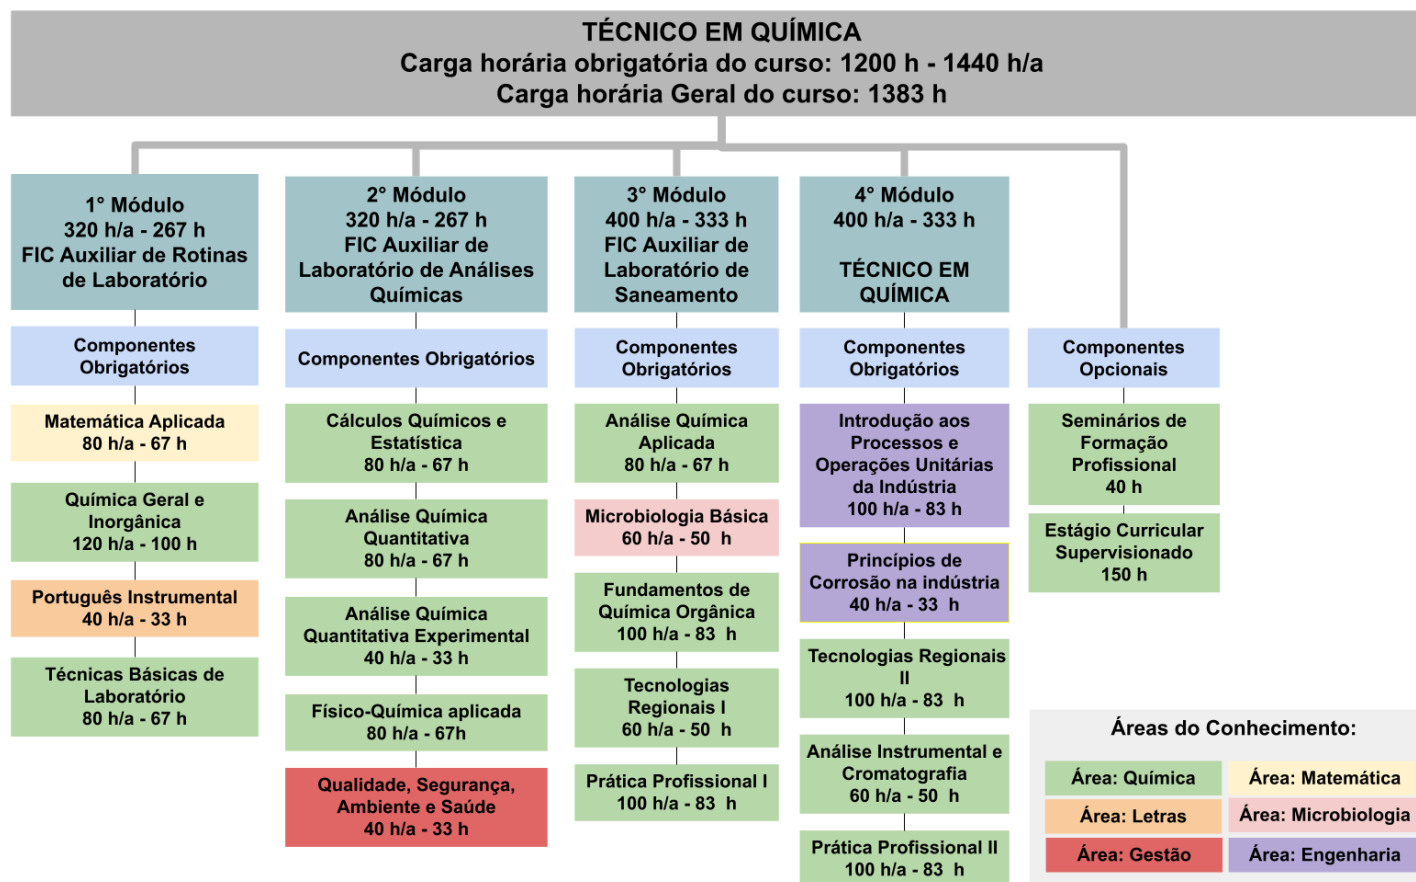 TÉCNICO EM QUÍMICA
Carga horária obrigatória do curso: 1200 h - 1440 h/a
Carga horária Geral do curso: 1383 h
1° Módulo
320 h/a - 267 h
FIC Auxiliar de Rotinas
de Laboratório
Componentes
Obrigatórios
Matemática Aplicada
80 h/a - 67 h
Química Geral e
Inorgânica
120 h/a - 100 h
Português Instrumental
40 h/a - 33 h
Técnicas Básicas de
Laboratório
80 h/a - 67 h
2° Módulo
320 h/a - 267 h
FIC Auxiliar de
Laboratório de Análises
Químicas
Componentes Obrigatórios
Cálculos Químicos e
Estatística
80 h/a - 67 h
Análise Química
Quantitativa
80 h/a - 67 h
Análise Química
Quantitativa Experimental
40 h/a - 33 h
Físico-Química aplicada
80 h/a - 67h
Qualidade, Segurança,
Ambiente e Saúde
40 h/a - 33 h
3° Módulo
400 h/a - 333 h
FIC Auxiliar de
Laboratório de
Saneamento
Componentes
Obrigatórios
Análise Química
Aplicada
80 h/a - 67 h
Microbiologia Básica
60 h/a - 50 h
Fundamentos de
Química Orgânica
100 h/a - 83 h
Tecnologias
Regionais I
60 h/a - 50 h
Prática Profissional I
100 h/a - 83 h
4° Módulo
400 h/a - 333 h
TÉCNICO EM
QUÍMICA
Componentes
Obrigatórios
Introdução aos
Processos e
Operações Unitárias
da Indústria
100 h/a - 83 h
Princípios de
Corrosão na indústria
40 h/a - 33 h
Tecnologias Regionais
II
100 h/a - 83 h
Análise Instrumental e
Cromatografia
60 h/a - 50 h
Prática Profissional II
100 h/a - 83 h
Componentes
Opcionais
Seminários de
Formação
Profissional
40 h
Estágio Curricular
Supervisionado
150 h
Áreas do Conhecimento:
Área: Química
Área: Matemática
Área: Letras
Área: Microbiologia
Área: Gestão
Área: Engenharia